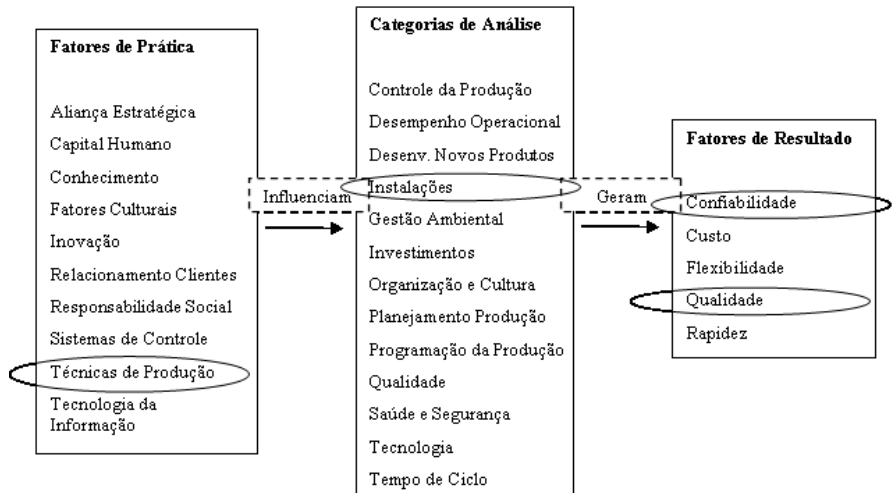 Fatores de Prática
Aliança Estratégica
Capital Humano
Conhecimento
Fatores Culturais
Inovação
Relacionamento Clientes
Responsabilidade Social
Sistemas de Controle
Técnicas de Produção
Tecnologia da
Informação
Influenciam
Categorias de Análise
Controle da Produção
Desempenho Operacional
Desenv. Novos Produtos
Instalações
Gestão Ambiental
Investimentos
Organização e Cultura
Planejamento Produção
Programação da Produção
Qualidade
Saúde e Segurança
Tecnologia
Tempo de Ciclo
Geram
Fatores de Resultado
Confiabilidade
Custo
Flexibilidade
Qualidade
Rapidez